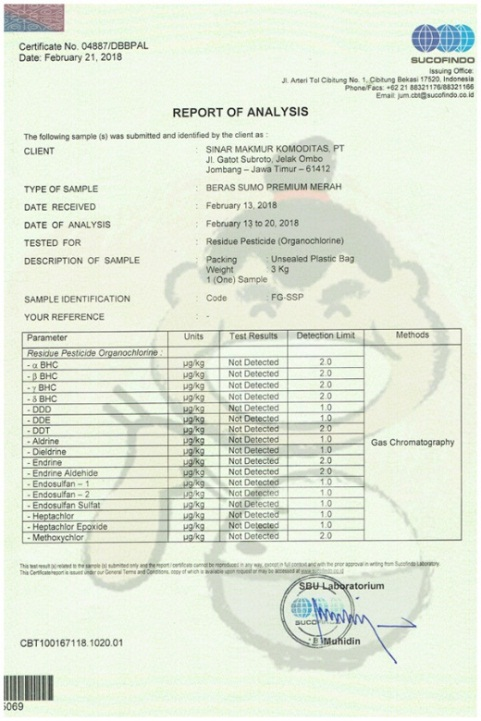 Certificate No. 04887/DBBPAL
Date: February 21, 2018
SUCOFINDO
Issuing Office:
Jl. Arteri Tol Cibitung No. 1, Cibitung Bekasi 17520, Indonesia
Phone/Facs: +62 21 88321176/88321166
Email: jum.cbt@sucofindo.co.id
REPORT OF ANALYSIS
The following sample (s) was submitted and identified by the client as :
CLIENT : SINAR MAKMUR KOMODITAS, PT
Jl. Gatot Subroto, Jelak Ombo
Jombang – Jawa Timur – 61412
TYPE OF SAMPLE : BERAS SUMO PREMIUM MERAH
DATE RECEIVED : February 13, 2018
DATE OF ANALYSIS : February 13 to 20, 2018
TESTED FOR : Residue Pesticide (Organochlorine)
DESCRIPTION OF SAMPLE : Packing : Unsealed Plastic Bag
Weight : 3 Kg
1 (One) Sample
SAMPLE IDENTIFICATION : Code : FG-SSP
YOUR REFERENCE : -
Parameter Units Test Results Detection Limit Methods
Residue Pesticide Organochlorine :
- α BHC µg/kg Not Detected 2.0
- β BHC µg/kg Not Detected 2.0
- γ BHC µg/kg Not Detected 2.0
- δ BHC µg/kg Not Detected 2.0
- DDD µg/kg Not Detected 1.0
- DDE µg/kg Not Detected 1.0
- DDT µg/kg Not Detected 2.0
- Aldrine µg/kg Not Detected 1.0
Gas Chromatography
- Dieldrine µg/kg Not Detected 1.0
- Endrine µg/kg Not Detected 2.0
- Endrine Aldehide µg/kg Not Detected 2.0
- Endosulfan – 1 µg/kg Not Detected 1.0
- Endosulfan – 2 µg/kg Not Detected 1.0
- Endosulfan Sulfat µg/kg Not Detected 1.0
- Heptachlor µg/kg Not Detected 1.0
- Heptachlor Epoxide µg/kg Not Detected 1.0
- Methoxychlor µg/kg Not Detected 2.0
This test result (s) related to the sample (s) submitted only and the report / certificate cannot be reproduced in any way, except in full context and with the prior approval in writing from Sucofindo Laboratory.
This Certificate/report is issued under our General Terms and Conditions, copy of which is available upon request or may be accessed at www.sucofindo.co.id
SBU Laboratorium
Muhidin
CBT100167118.1020.01
5069